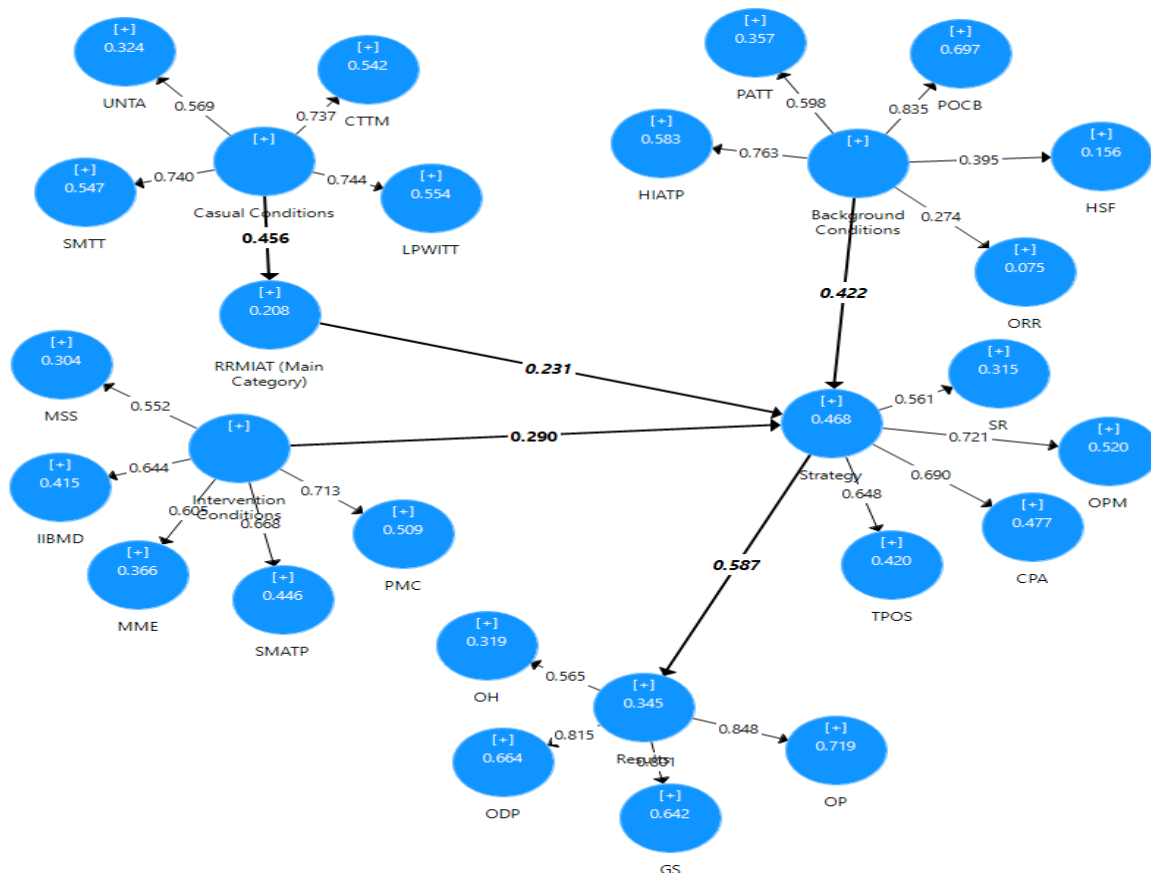 [+]
0.324
UNTA
[+]
0.542
CTTM
0.569
0.737
[+]
[+]
0.547
SMTT
0.740
0.744
[+]
0.554
LPWITT
Casual Conditions
0.456
[+]
0.208
RRMIAT (Main
Category)
[+]
0.357
PATT
[+]
0.697
POCB
0.598
0.835
[+]
0.583
HIATP
0.763
[+]
0.395
[+]
0.156
HSF
Background
Conditions
0.274
[+]
0.075
ORR
0.422
0.231
[+]
0.304
MSS
0.552
[+]
0.290
[+]
0.415
IIBMD
0.644
0.713
Intervention
Conditions
0.605
0.668
[+]
0.366
MME
[+]
0.446
SMATP
[+]
0.509
PMC
[+]
0.468
Strategy
0.561
[+]
0.315
SR
0.721
[+]
0.520
OPM
0.690
[+]
0.477
CPA
0.648
[+]
0.420
TPOS
0.587
[+]
0.319
OH
0.565
[+]
0.345
Results
0.815
[+]
0.664
ODP
0.801
[+]
0.642
GS
0.848
[+]
0.719
OP